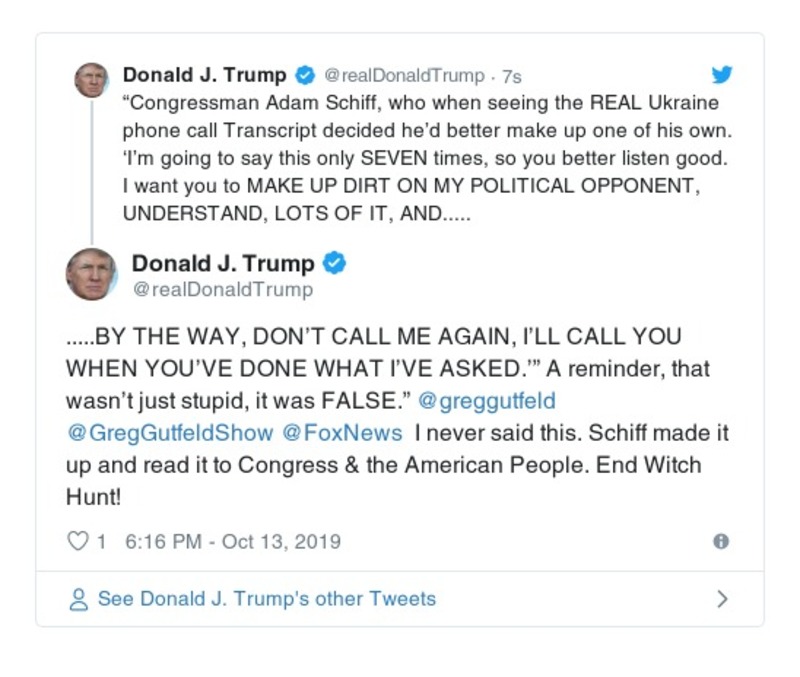 Donald J. Trump @realDonaldTrump · 7s
“Congressman Adam Schiff, who when seeing the REAL Ukraine
phone call Transcript decided he’d better make up one of his own.
‘I’m going to say this only SEVEN times, so you better listen good.
I want you to MAKE UP DIRT ON MY POLITICAL OPPONENT,
UNDERSTAND, LOTS OF IT, AND.....
Donald J. Trump
@realDonaldTrump
.....BY THE WAY, DON’T CALL ME AGAIN, I’LL CALL YOU
WHEN YOU’VE DONE WHAT I’VE ASKED.’” A reminder, that
wasn’t just stupid, it was FALSE.” @greggutfeld
@GregGutfeldShow @FoxNews I never said this. Schiff made it
up and read it to Congress & the American People. End Witch
Hunt!
1 6:16 PM - Oct 13, 2019
See Donald J. Trump's other Tweets